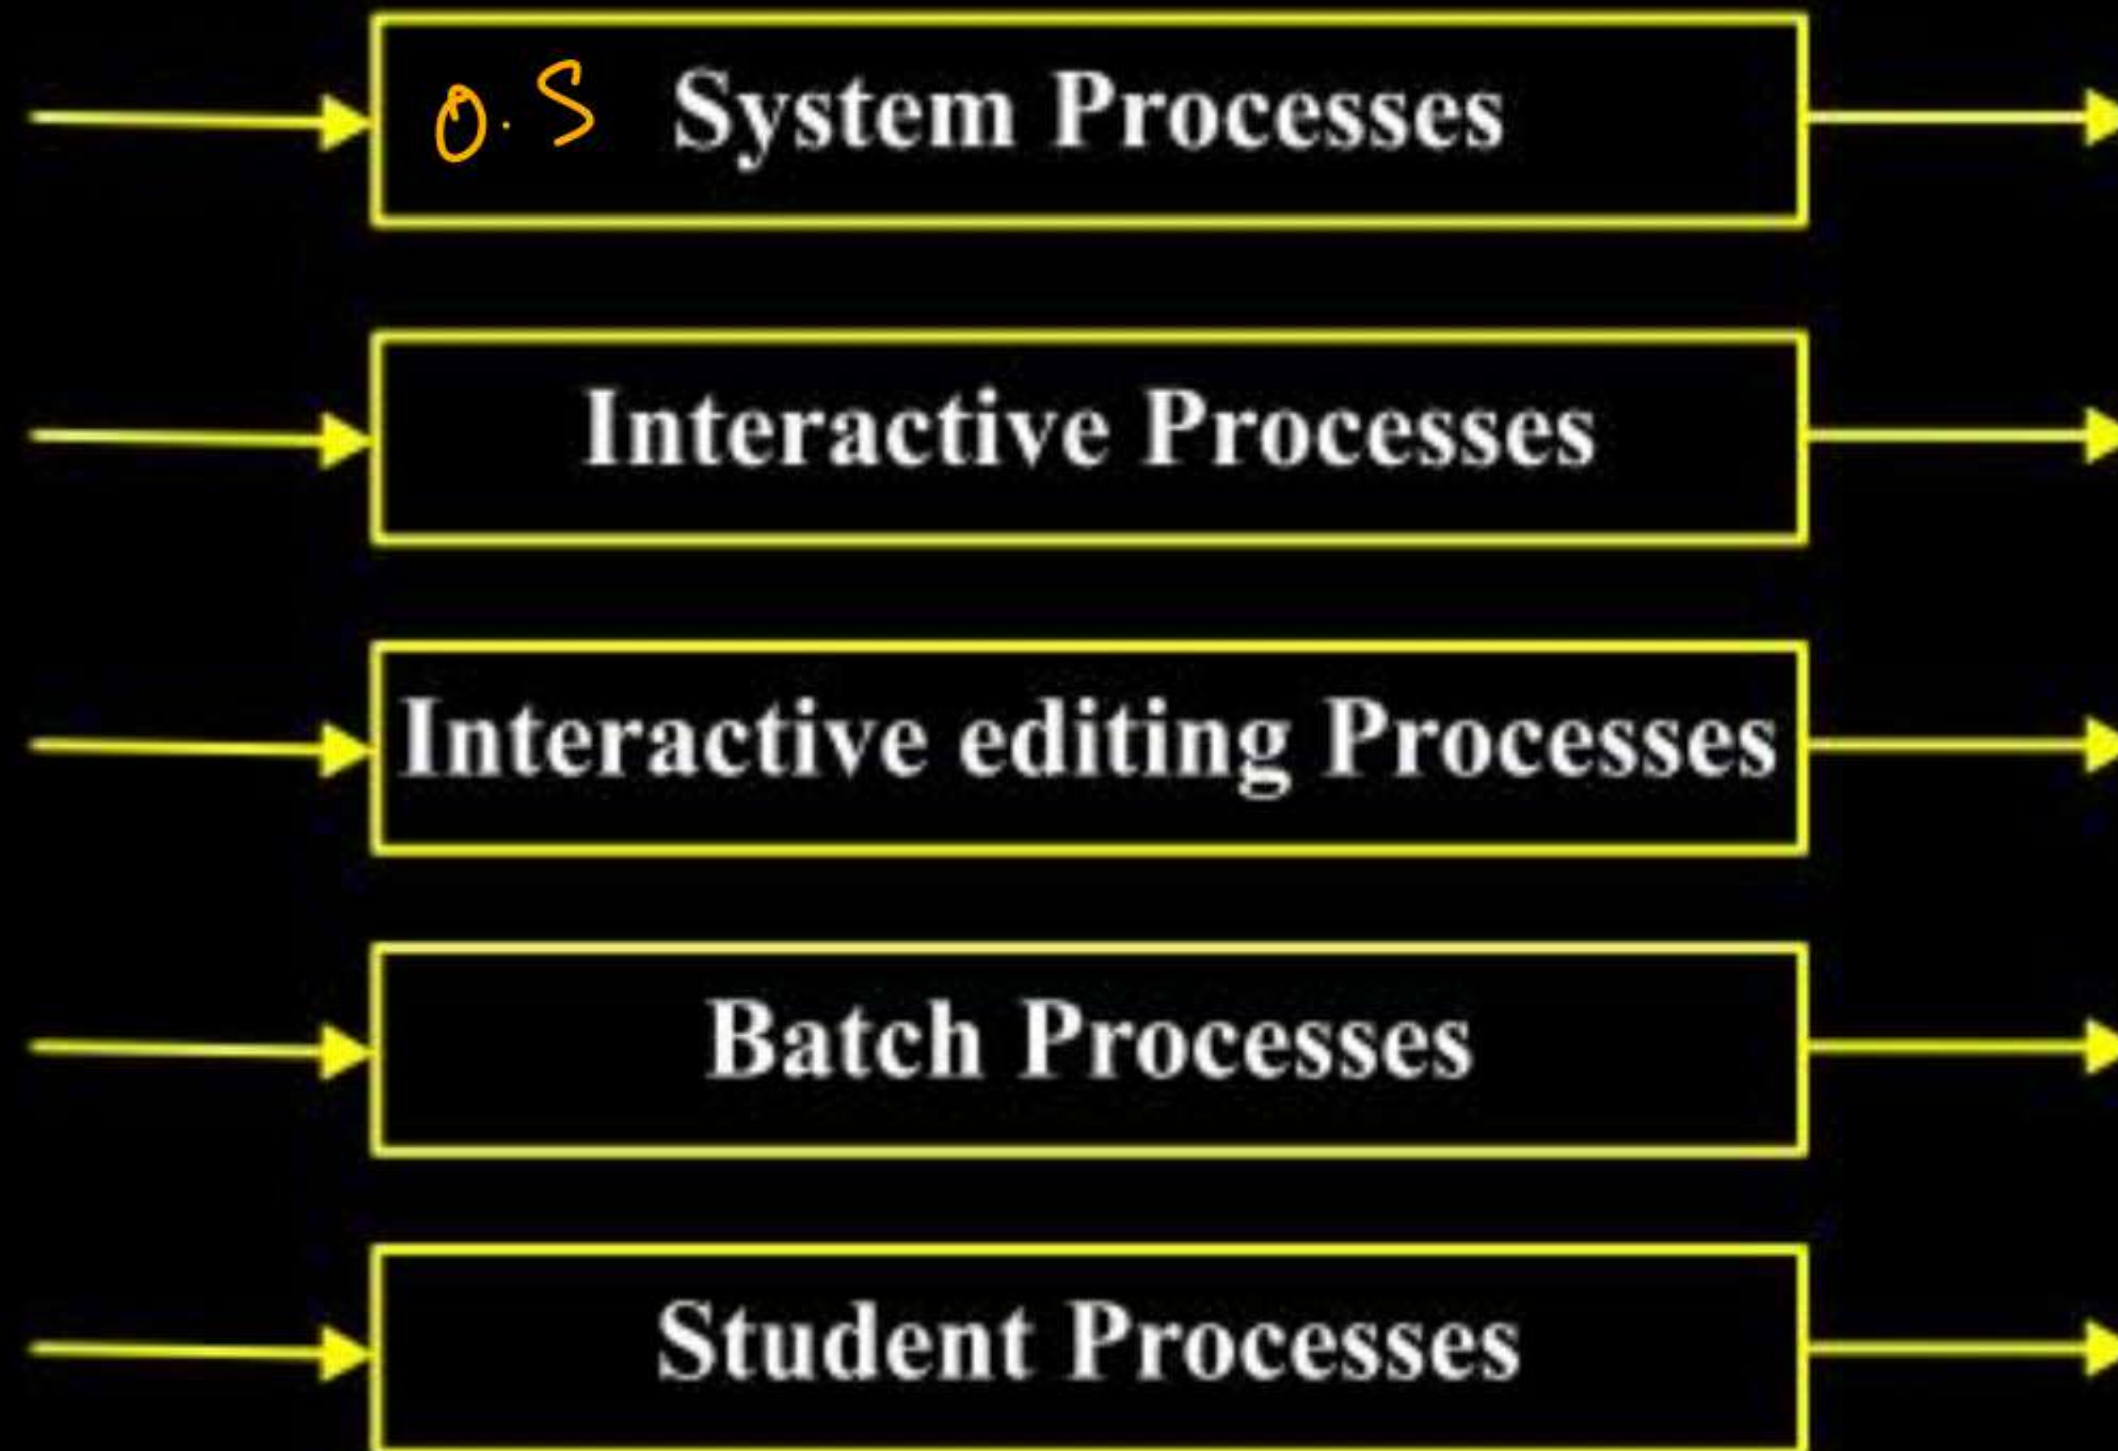 O.S System Processes
Interactive Processes
Interactive editing Processes
Batch Processes
Student Processes